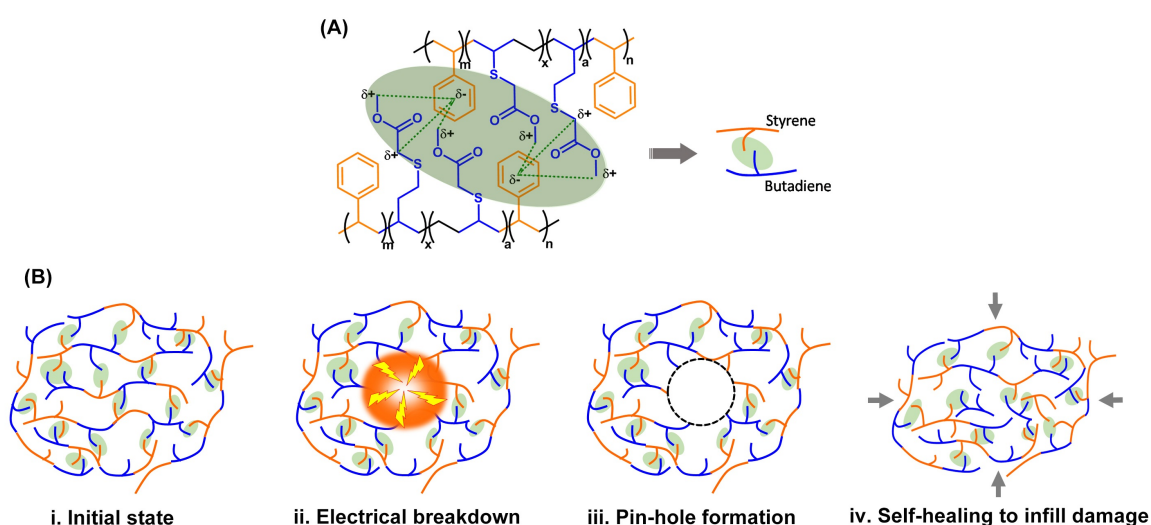 (A)
m x a n
S
S
δ+ δ- δ+
O
O
δ+
O
O
δ+
O
δ+
O
O
O
δ+
S
δ-
δ+
S
m x a n
Styrene
Butadiene
(B)
i. Initial state
ii. Electrical breakdown
iii. Pin-hole formation
iv. Self-healing to infill damage